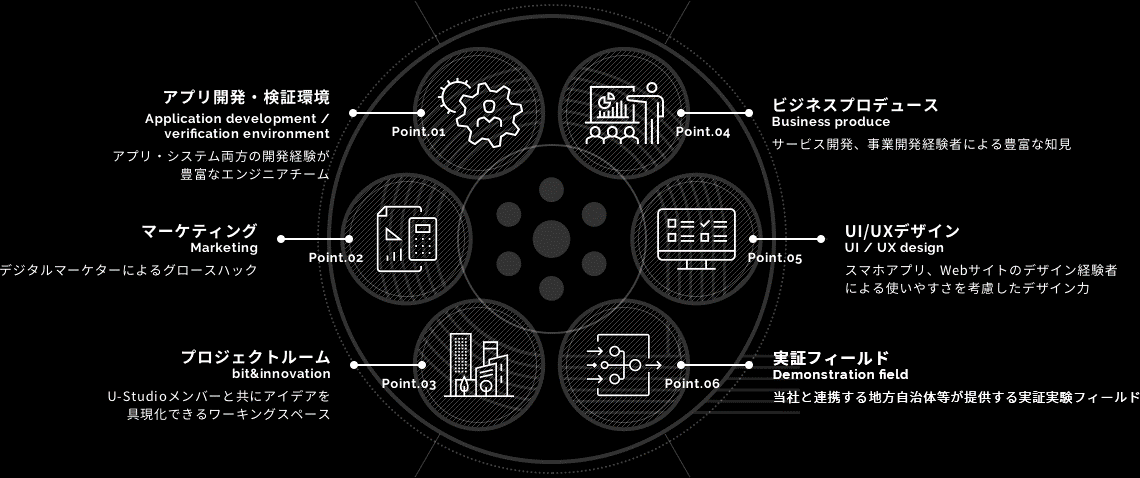 アプリ開発・検証環境
Application development /
verification environment
Point.01
アプリ・システム両方の開発経験が
豊富なエンジニアチーム
マーケティング
Marketing
Point.02
デジタルマーケターによるグロースハック
プロジェクトルーム
bit&innovation
Point.03
U-Studioメンバーと共にアイデアを
具現化できるワーキングスペース
ビジネスプロデュース
Business produce
Point.04
サービス開発、事業開発経験者による豊富な知見
UI/UXデザイン
UI / UX design
Point.05
スマホアプリ、Webサイトのデザイン経験者
による使いやすさを考慮したデザイン力
実証フィールド
Demonstration field
Point.06
当社と連携する地方自治体等が提供する実証実験フィールド